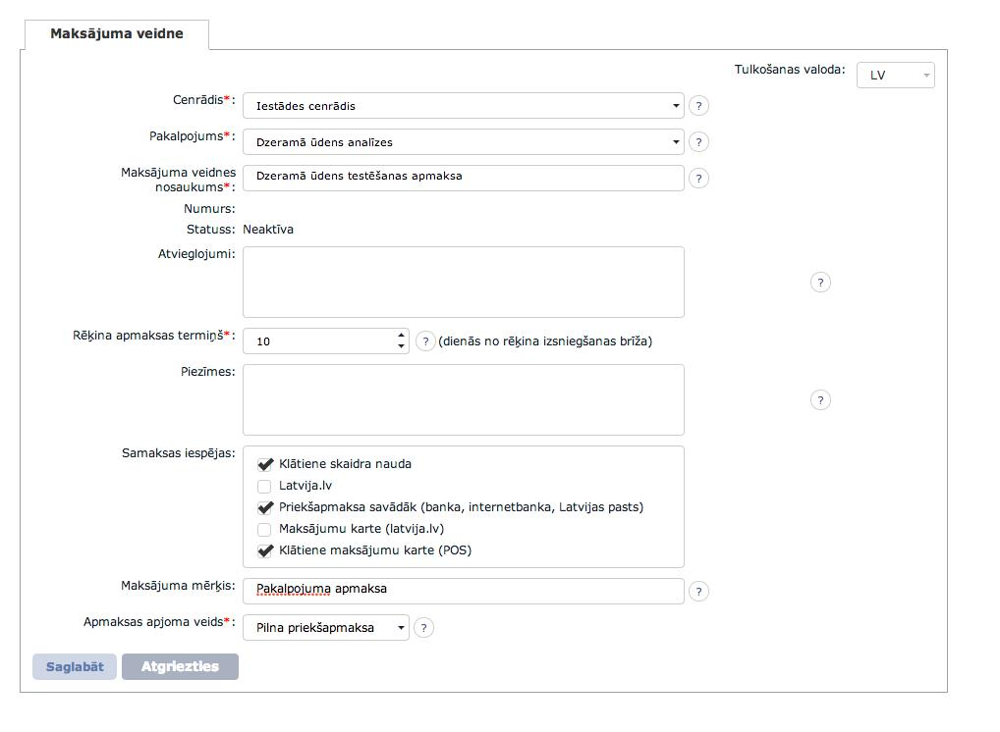 Maksājuma veidne
Tulkošanas valoda: LV
Cenrādis*: Iestādes cenrādis ?
Pakalpojums*: Dzeramā ūdens analīzes ?
Maksājuma veidnes
nosaukums*: Dzeramā ūdens testēšanas apmaksa ?
Numurs:
Statuss: Neaktīva
Atvieglojumi: ?
Rēķina apmaksas termiņš*: 10 ? (dienās no rēķina izsniegšanas brīža)
Piezīmes: ?
Samaksas iespējas:
Klātiene skaidra nauda
Latvija.lv
Priekšapmaksa savādāk (banka, internetbanka, Latvijas pasts)
Maksājumu karte (latvija.lv)
Klātiene maksājumu karte (POS)
Maksājuma mērķis: Pakalpojuma apmaksa ?
Apmaksas apjoma veids*: Pilna priekšapmaksa ?
Saglabāt Atgriezties